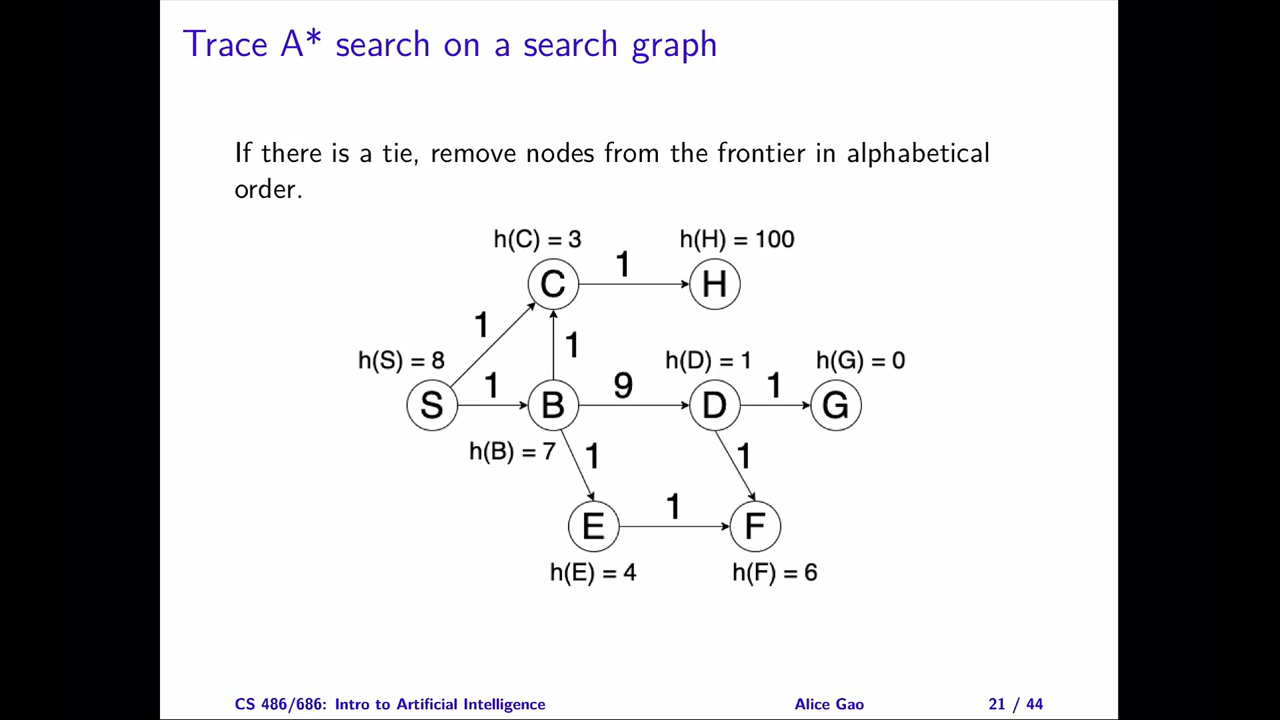 Trace A* search on a search graph
If there is a tie, remove nodes from the frontier in alphabetical
order.
h(C) = 3
h(H) = 100
1
C
H
1
1
h(S) = 8
h(D) = 1
h(G) = 0
1
9
1
S
B
D
G
h(B) = 7
1
1
1
E
F
h(E) = 4
h(F) = 6
CS 486/686: Intro to Artificial Intelligence
Alice Gao
21 / 44